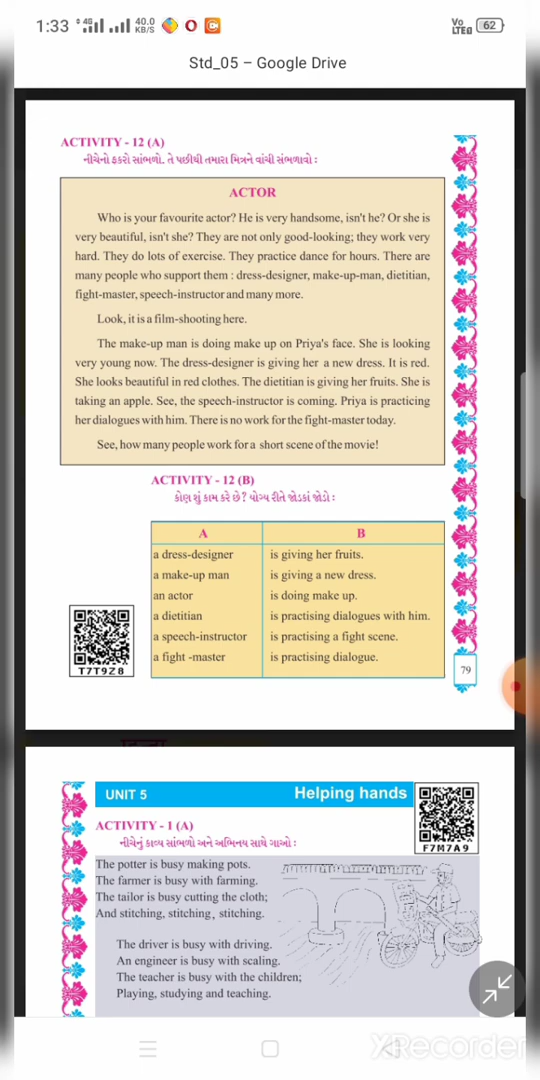 1:33 4G 40.0 KB/S Vo LTE 62
Std_05 – Google Drive
ACTIVITY - 12 (A)
નીચેનો ફકરો સાંભળો. તે પછીથી તમારા મિત્રને વાંચી સંભળાવો :
ACTOR
Who is your favourite actor? He is very handsome, isn't he? Or she is
very beautiful, isn't she? They are not only good-looking; they work very
hard. They do lots of exercise. They practice dance for hours. There are
many people who support them : dress-designer, make-up-man, dietitian,
fight-master, speech-instructor and many more.
Look, it is a film-shooting here.
The make-up man is doing make up on Priya's face. She is looking
very young now. The dress-designer is giving her a new dress. It is red.
She looks beautiful in red clothes. The dietitian is giving her fruits. She is
taking an apple. See, the speech-instructor is coming. Priya is practicing
her dialogues with him. There is no work for the fight-master today.
See, how many people work for a short scene of the movie!
ACTIVITY - 12 (B)
કોણ શું કામ કરે છે? યોગ્ય રીતે જોડકાં જોડો :
A B
a dress-designer is giving her fruits.
a make-up man is giving a new dress.
an actor is doing make up.
a dietitian is practising dialogues with him.
a speech-instructor is practising a fight scene.
a fight -master is practising dialogue.
T7T9Z8
79
UNIT 5 Helping hands
F7M7A9
ACTIVITY - 1 (A)
નીચેનું કાવ્ય સાંભળો અને અભિનય સાથે ગાઓ :
The potter is busy making pots.
The farmer is busy with farming.
The tailor is busy cutting the cloth;
And stitching, stitching, stitching.
The driver is busy with driving.
An engineer is busy with scaling.
The teacher is busy with the children;
Playing, studying and teaching.
XRecorder